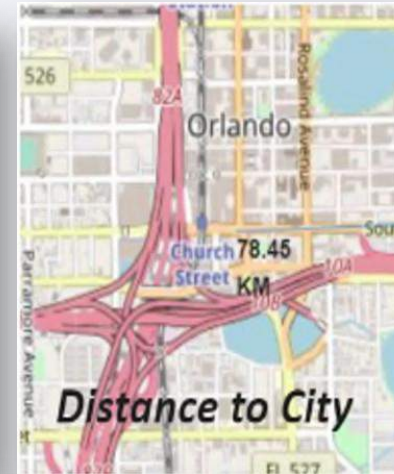 526
82A
Rosalind Avenue
Orlando
Church
Street
78.45
KM
Sou
10A
10B
Parramore Avenue
Distance to City
FL 527